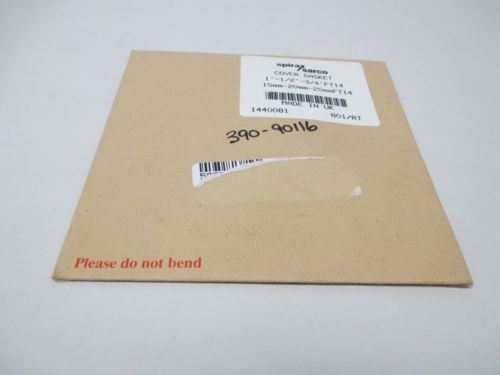 spirax
/sarco
COVER GASKET
1"-1/2"-3/4"FT14
15mm-20mm-25mmFT14
MADE IN UK
1440081 801/RT
390-90116
Please do not bend